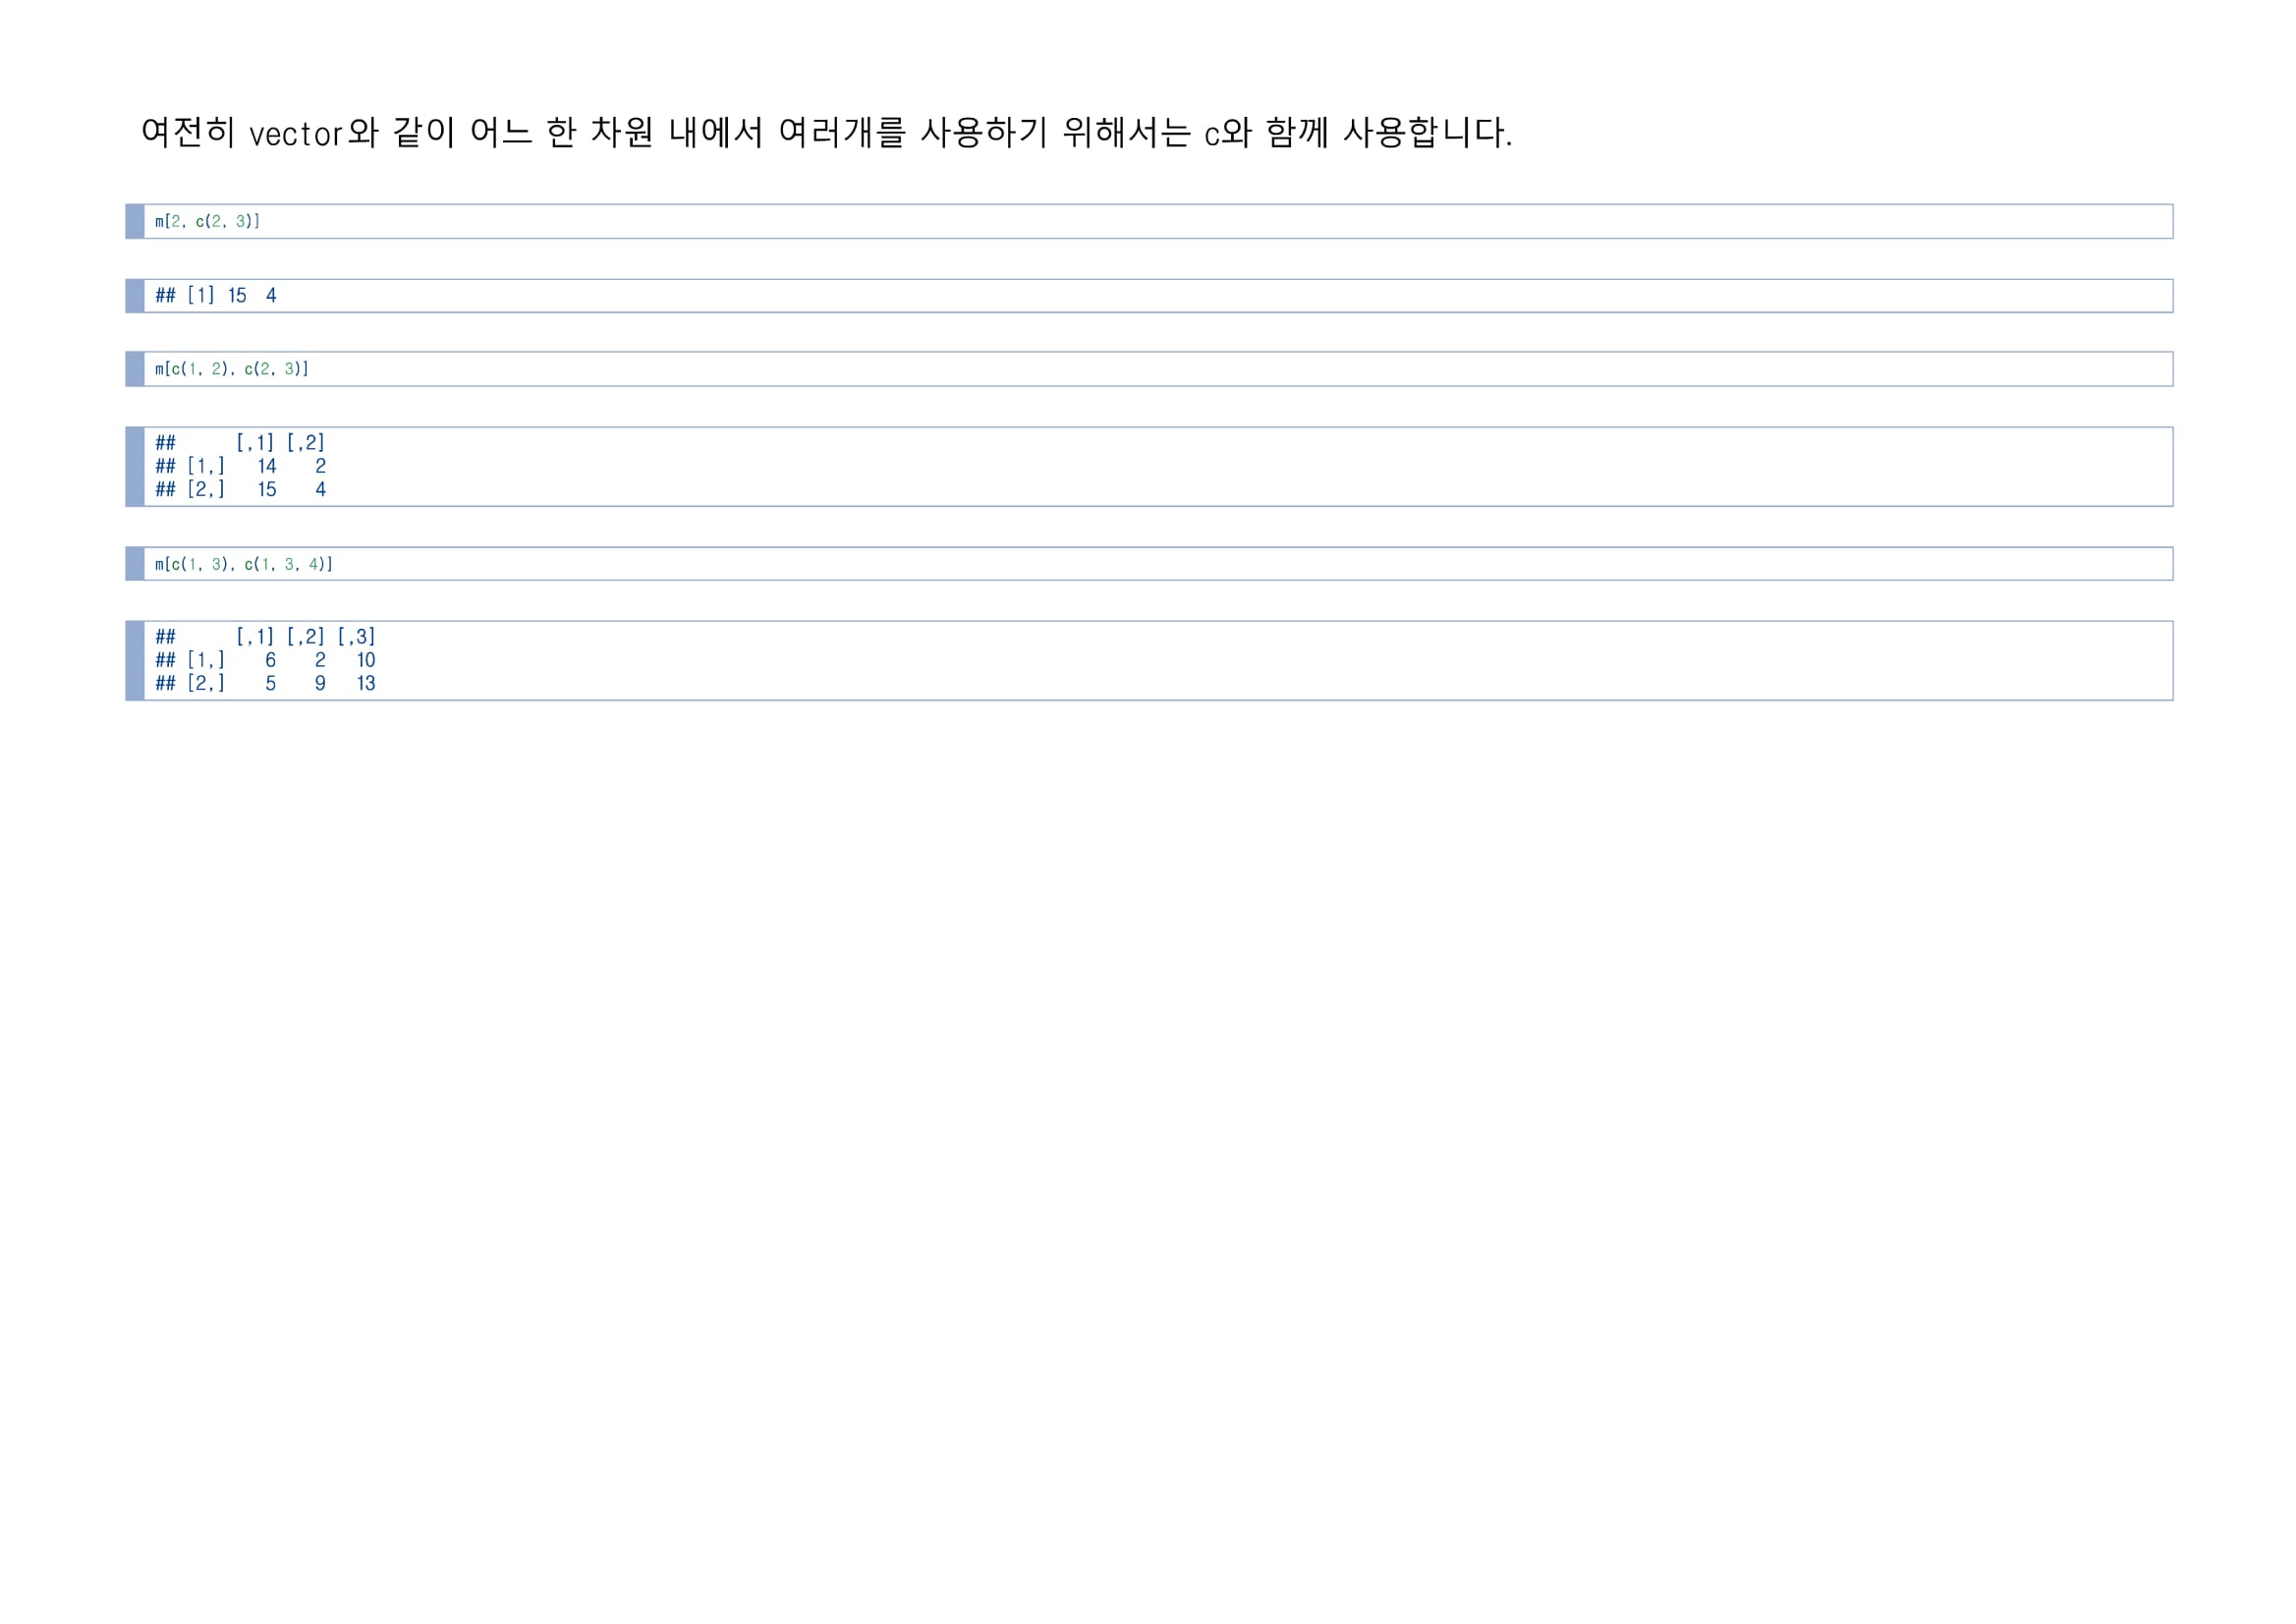 여전히 vector와 같이 어느 한 차원 내에서 여러개를 사용하기 위해서는 c와 함께 사용합니다.
m[2, c(2, 3)]
## [1] 15  4
m[c(1, 2), c(2, 3)]
##      [,1] [,2]
## [1,]   14    2
## [2,]   15    4
m[c(1, 3), c(1, 3, 4)]
##      [,1] [,2] [,3]
## [1,]    6    2   10
## [2,]    5    9   13